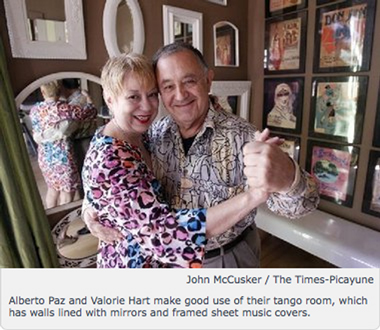 John McCusker / The Times-Picayune
Alberto Paz and Valorie Hart make good use of their tango room, which
has walls lined with mirrors and framed sheet music covers.